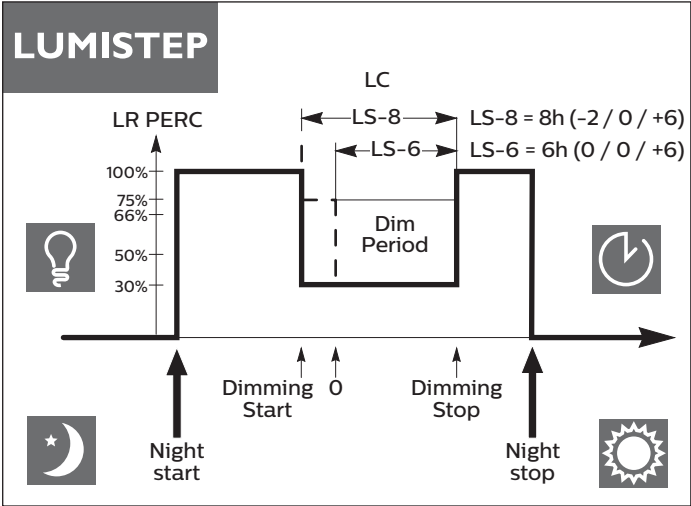 LUMISTEP
LC
LR PERC
LS-8
LS-8 = 8h (-2 / 0 / +6)
LS-6
LS-6 = 6h (0 / 0 / +6)
100%
75%
66%
50%
30%
Dim
Period
Dimming
Start
0
Dimming
Stop
Night
start
Night
stop